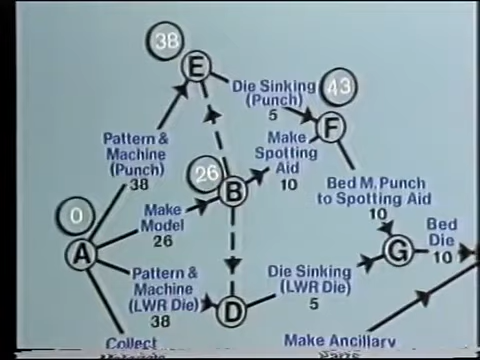 38
E
Die Sinking
(Punch)
5
43
F
Pattern &
Machine
(Punch)
38
Make
Spotting
Aid
10
26
B
0
Make
Model
26
Bed M, Punch
to Spotting Aid
10
A
G
Bed
Die
10
Pattern &
Machine
(LWR Die)
38
Die Sinking
(LWR Die)
5
D
Collect
Materials
Make Ancillary
Parts